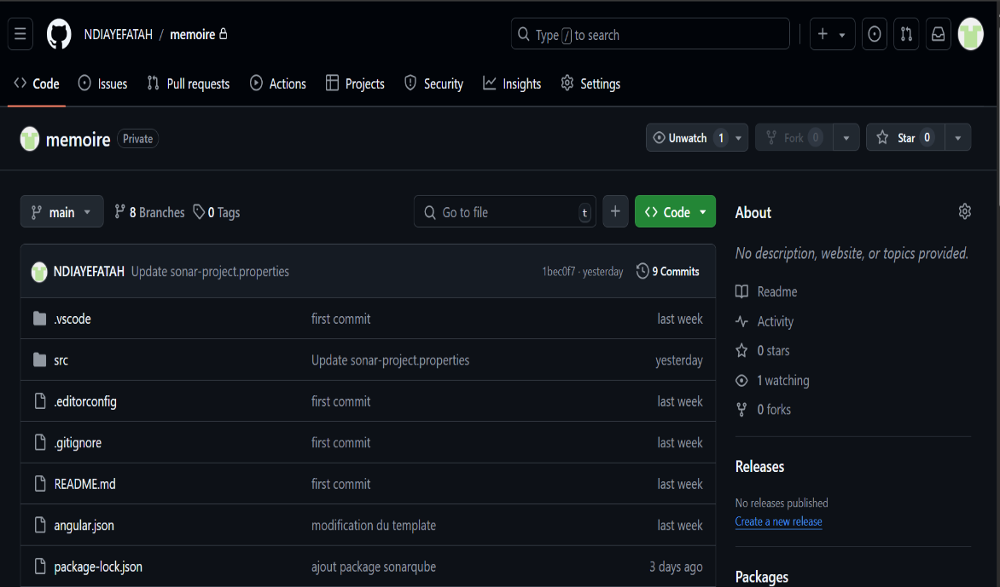 NDIAYEFATAH / memoire
Type / to search
Code Issues Pull requests Actions Projects Security Insights Settings
memoire Private
Unwatch 1 Fork 0 Star 0
main 8 Branches 0 Tags
Go to file t
Code
NDIAYEFATAH Update sonar-project.properties 1bec0f7 · yesterday 9 Commits
.vscode first commit last week
src Update sonar-project.properties yesterday
.editorconfig first commit last week
.gitignore first commit last week
README.md first commit last week
angular.json modification du template last week
package-lock.json ajout package sonarqube 3 days ago
About
No description, website, or topics provided.
Readme
Activity
0 stars
1 watching
0 forks
Releases
No releases published
Create a new release
Packages